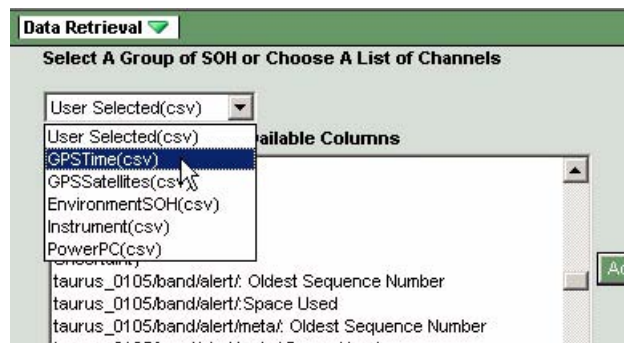 Data Retrieval
Select A Group of SOH or Choose A List of Channels
User Selected(csv)
User Selected(csv)
ailable Columns
GPSTime(csv)
GPSSatellites(csv)
EnvironmentSOH(csv)
Instrument(csv)
PowerPC(csv)
taurus_0105/band/alert/: Oldest Sequence Number
Ad
taurus_0105/band/alert/:Space Used
taurus_0105/band/alert/meta/: Oldest Sequence Number